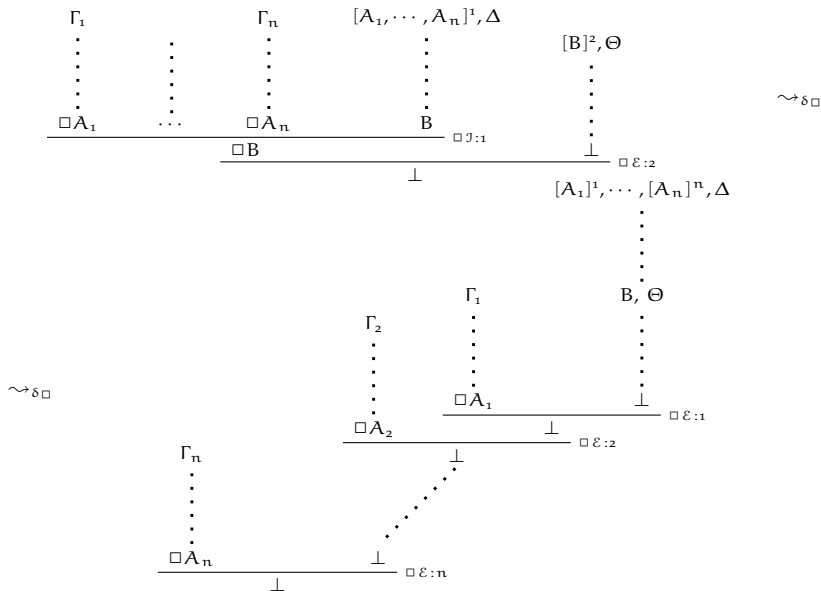 Γ₁ Γₙ [A₁, ⋯ , Aₙ]¹, Δ
[B]², Θ
□A₁ ⋯ □Aₙ B □ℐ:1 ⇝δ□
□B ⊥ □ℰ:2
⊥
[A₁]¹, ⋯ , [Aₙ]ⁿ, Δ
Γ₁ B, Θ
Γ₂
⇝δ□ □A₁ ⊥ □ℰ:1
□A₂ ⊥ □ℰ:2
Γₙ ⊥
□Aₙ ⊥ □ℰ:n
⊥